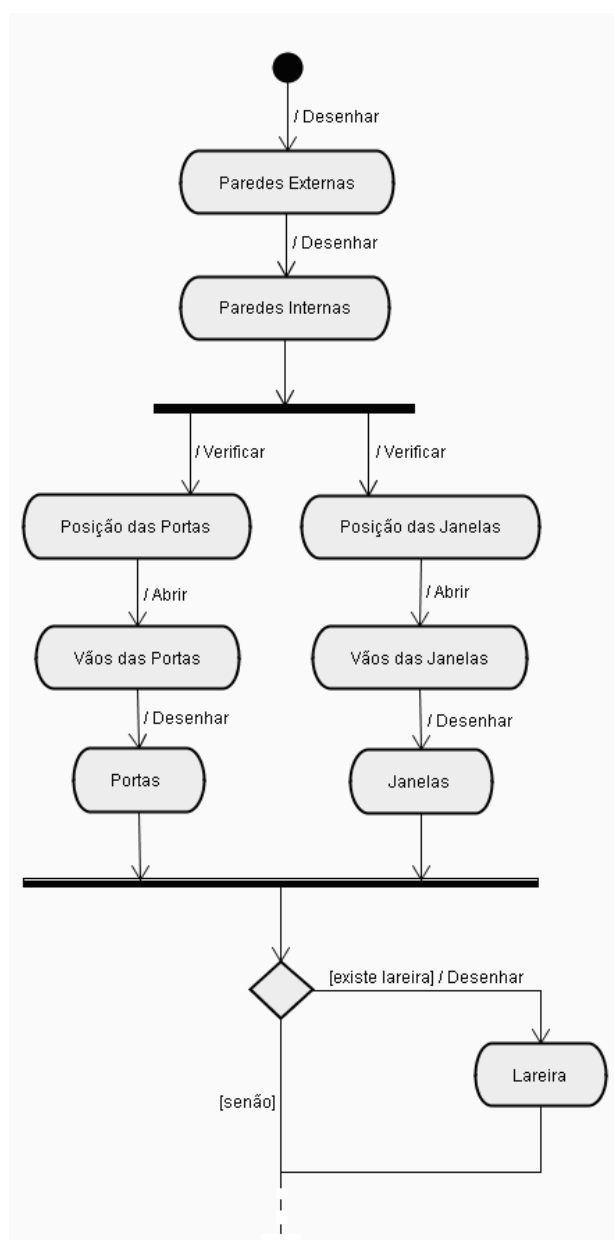 / Desenhar
Paredes Externas
/ Desenhar
Paredes Internas
/ Verificar
/ Verificar
Posição das Portas
Posição das Janelas
/ Abrir
/ Abrir
Vãos das Portas
Vãos das Janelas
/ Desenhar
/ Desenhar
Portas
Janelas
[existe lareira] / Desenhar
Lareira
[senão]